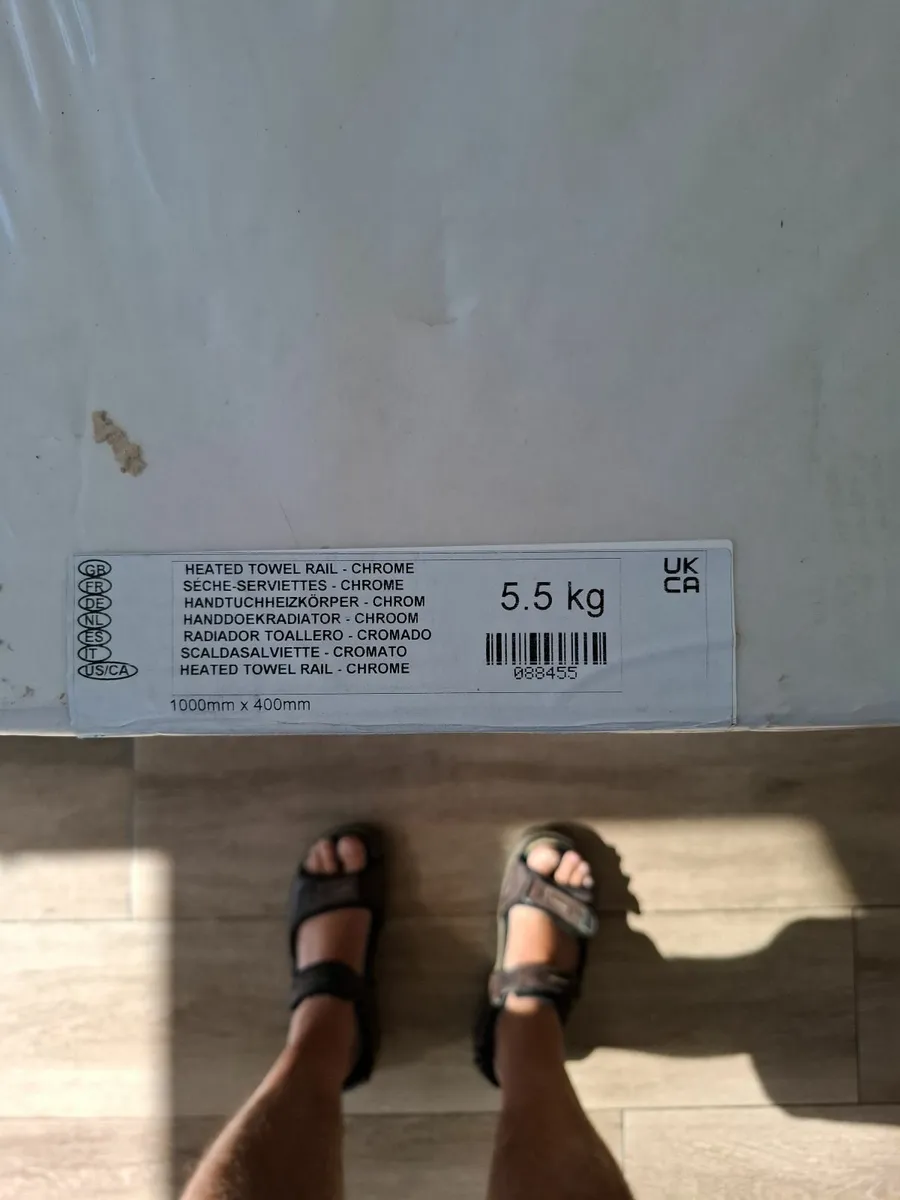 GB HEATED TOWEL RAIL - CHROME
FR SÈCHE-SERVIETTES - CHROME
DE HANDTUCHHEIZKÖRPER - CHROM
NL HANDDOEKRADIATOR - CHROOM
ES RADIADOR TOALLERO - CROMADO
IT SCALDASALVIETTE - CROMATO
US/CA HEATED TOWEL RAIL - CHROME
1000mm x 400mm
5.5 kg
088455
UK
CA